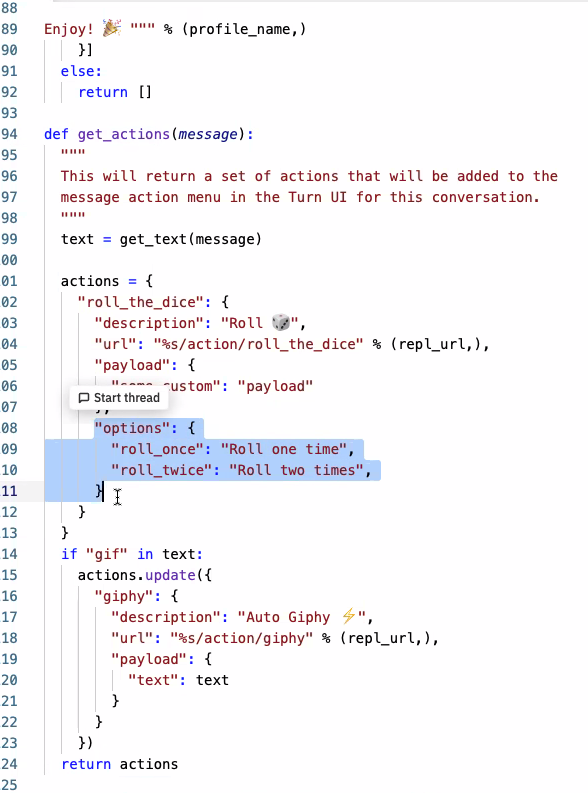 88
89 Enjoy! 🎉 """ % (profile_name,)
90 }]
91 else:
92 return []
93
94 def get_actions(message):
95 """
96 This will return a set of actions that will be added to the
97 message action menu in the Turn UI for this conversation.
98 """
99 text = get_text(message)
00
01 actions = {
02 "roll_the_dice": {
03 "description": "Roll 🎲",
04 "url": "%s/action/roll_the_dice" % (repl_url,),
05 "payload": {
06 "some_custom": "payload"
Start thread
07 },
08 "options": {
09 "roll_once": "Roll one time",
10 "roll_twice": "Roll two times",
11 }
12 }
13 }
14 if "gif" in text:
15 actions.update({
16 "giphy": {
17 "description": "Auto Giphy ⚡",
18 "url": "%s/action/giphy" % (repl_url,),
19 "payload": {
20 "text": text
21 }
22 }
23 })
24 return actions
25